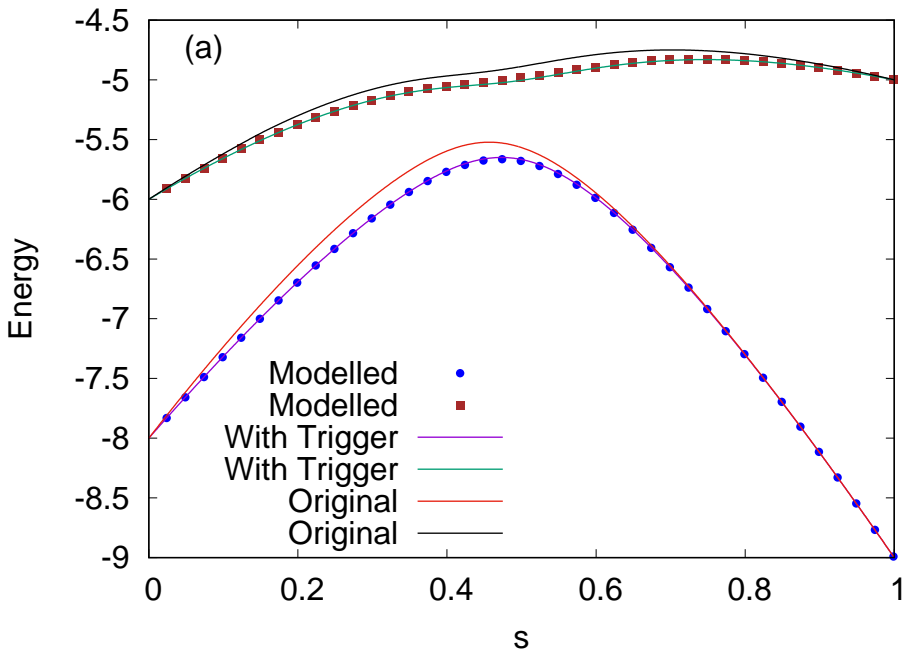 -4.5
(a)
-5
-5.5
-6
-6.5
Energy
-7
-7.5
Modelled
Modelled
-8
With Trigger
With Trigger
-8.5
Original
Original
-9
0 0.2 0.4 0.6 0.8 1
s